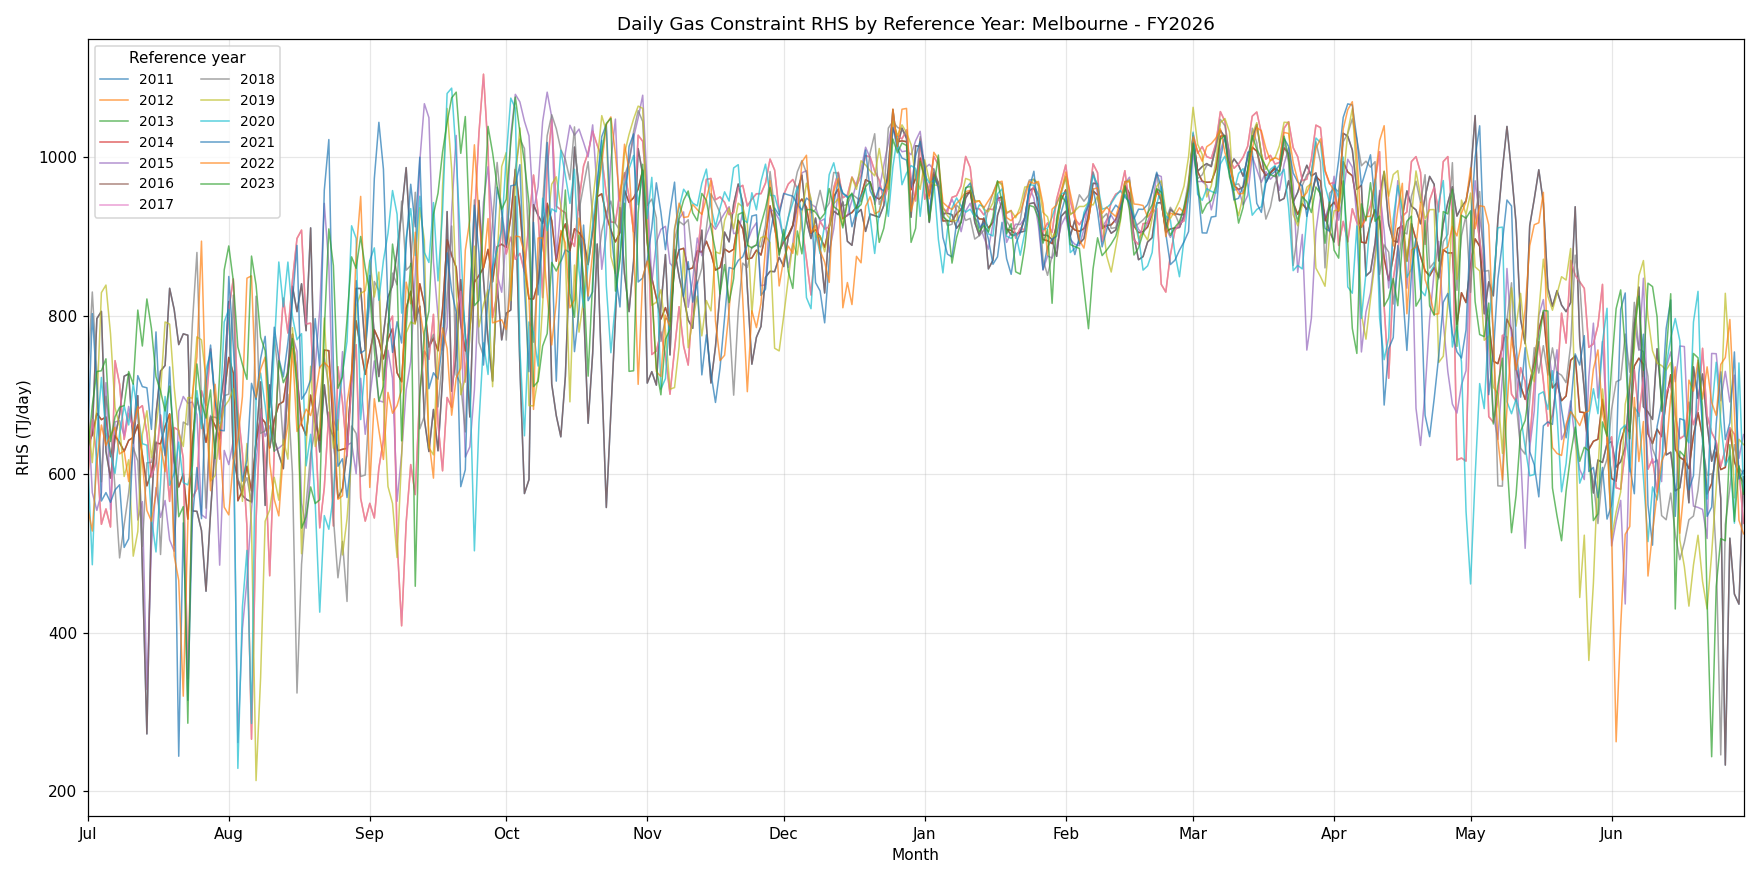 Daily Gas Constraint RHS by Reference Year: Melbourne - FY2026
Reference year
2011 2018
2012 2019
2013 2020
2014 2021
2015 2022
2016 2023
2017
RHS (TJ/day)
1000
800
600
400
200
Jul Aug Sep Oct Nov Dec Jan Feb Mar Apr May Jun
Month